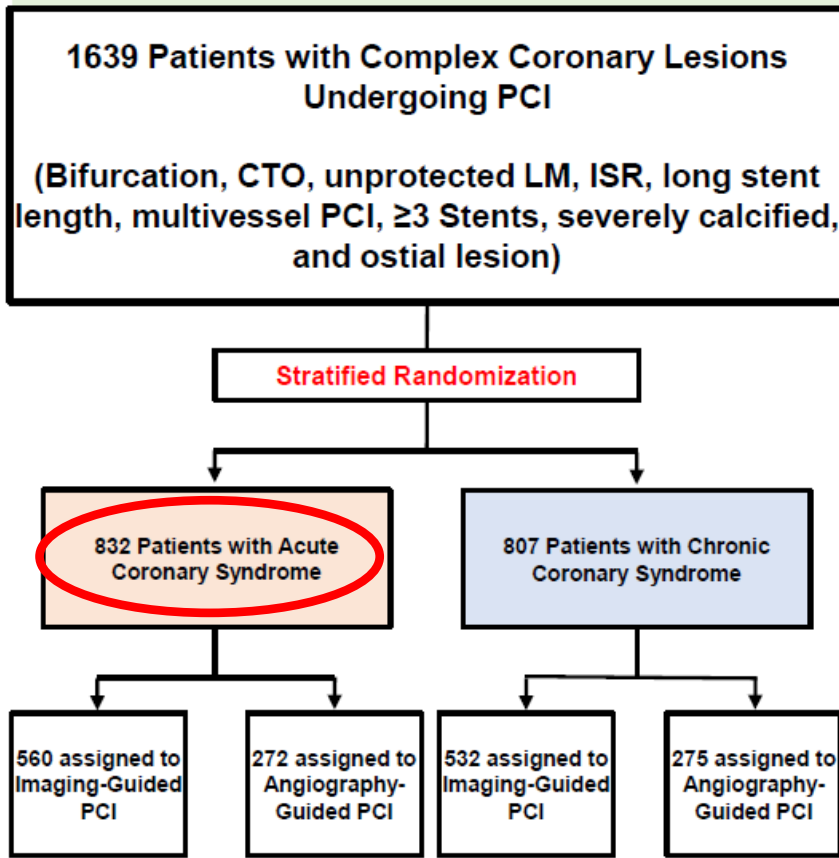 1639 Patients with Complex Coronary Lesions
Undergoing PCI
(Bifurcation, CTO, unprotected LM, ISR, long stent
length, multivessel PCI, ≥3 Stents, severely calcified,
and ostial lesion)
Stratified Randomization
832 Patients with Acute
Coronary Syndrome
807 Patients with Chronic
Coronary Syndrome
560 assigned to
Imaging-Guided
PCI
272 assigned to
Angiography-
Guided PCI
532 assigned to
Imaging-Guided
PCI
275 assigned to
Angiography-
Guided PCI